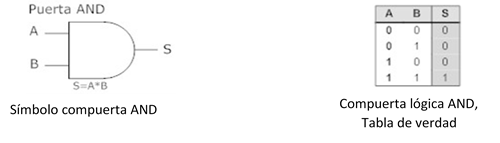 Puerta AND
A
B
S
S=A*B
Símbolo compuerta AND
A B S
0 0 0
0 1 0
1 0 0
1 1 1
Compuerta lógica AND,
Tabla de verdad